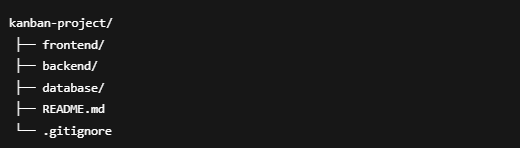 kanban-project/
├── frontend/
├── backend/
├── database/
├── README.md
└── .gitignore